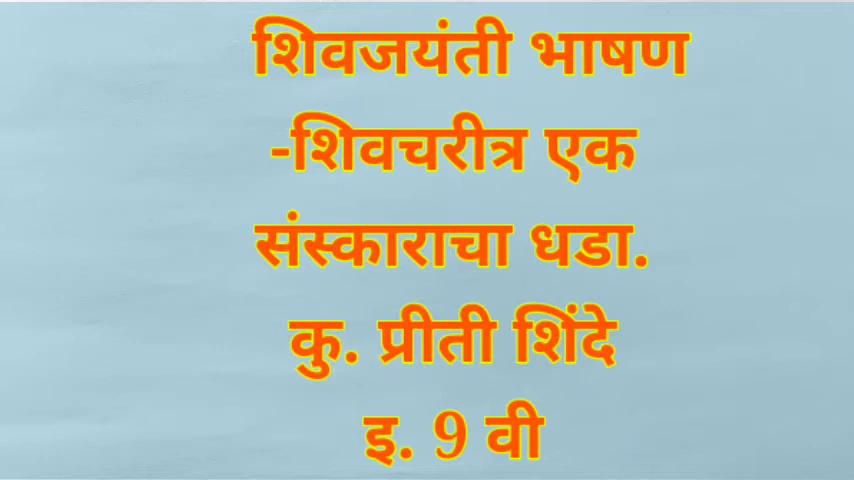 शिवजयंती भाषण
-शिवचरीत्र एक
संस्काराचा धडा.
कु. प्रीती शिंदे
इ. 9 वी